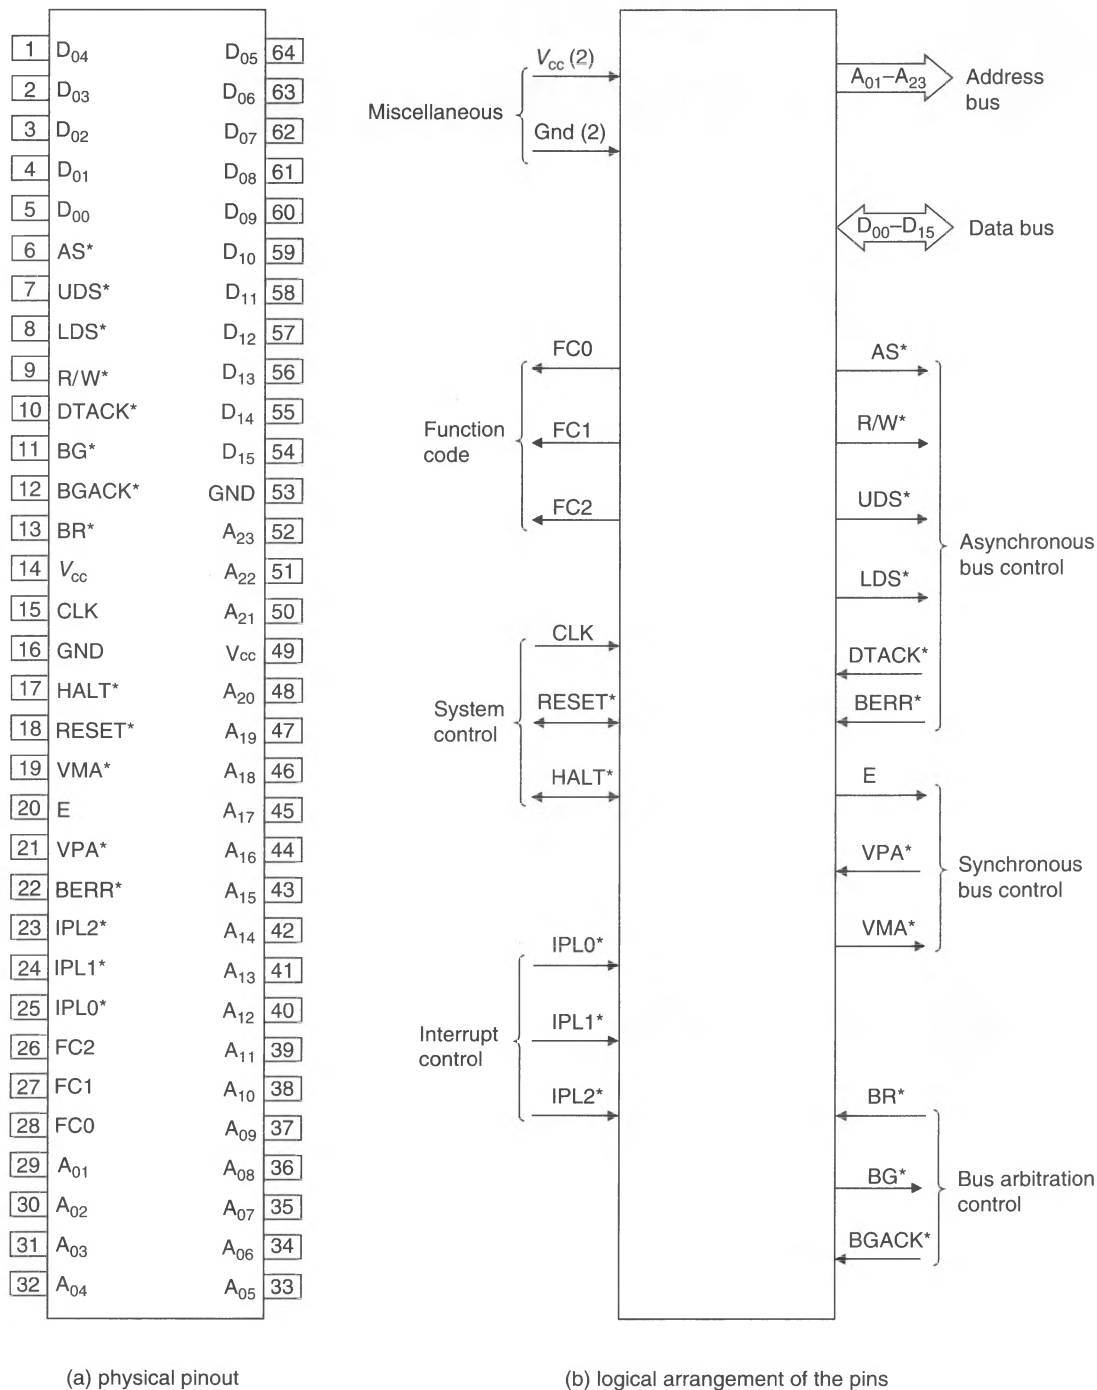 1 D04 D05 64
2 D03 D06 63
3 D02 D07 62
4 D01 D08 61
5 D00 D09 60
6 AS* D10 59
7 UDS* D11 58
8 LDS* D12 57
9 R/W* D13 56
10 DTACK* D14 55
11 BG* D15 54
12 BGACK* GND 53
13 BR* A23 52
14 Vcc A22 51
15 CLK A21 50
16 GND Vcc 49
17 HALT* A20 48
18 RESET* A19 47
19 VMA* A18 46
20 E A17 45
21 VPA* A16 44
22 BERR* A15 43
23 IPL2* A14 42
24 IPL1* A13 41
25 IPL0* A12 40
26 FC2 A11 39
27 FC1 A10 38
28 FC0 A09 37
29 A01 A08 36
30 A02 A07 35
31 A03 A06 34
32 A04 A05 33
(a) physical pinout
Miscellaneous
Vcc (2)
Gnd (2)
Function
code
FC0
FC1
FC2
System
control
CLK
RESET*
HALT*
Interrupt
control
IPL0*
IPL1*
IPL2*
A01–A23
Address
bus
D00–D15
Data bus
AS*
R/W*
UDS*
LDS*
DTACK*
BERR*
Asynchronous
bus control
E
VPA*
VMA*
Synchronous
bus control
BR*
BG*
BGACK*
Bus arbitration
control
(b) logical arrangement of the pins